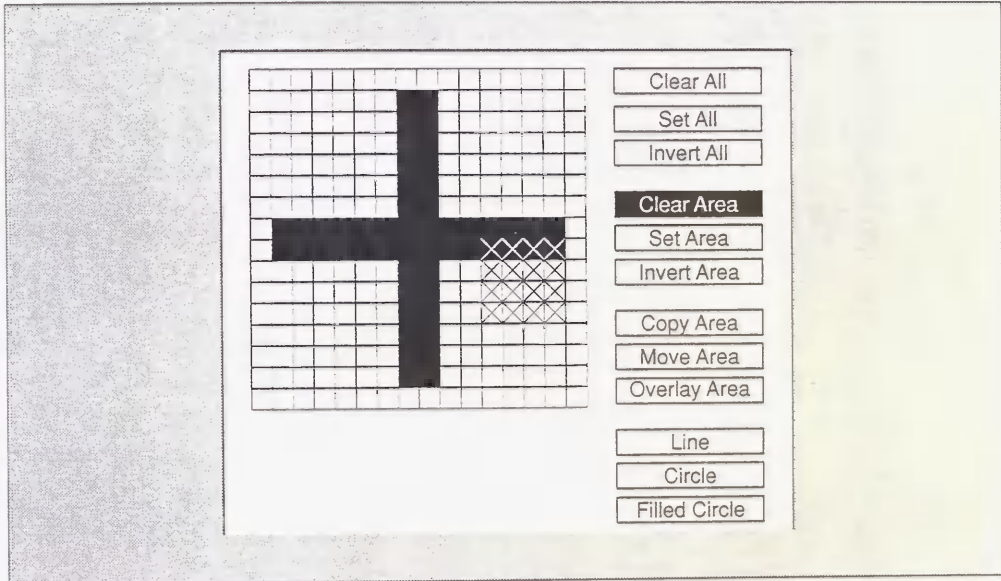 Clear All
Set All
Invert All
Clear Area
Set Area
Invert Area
Copy Area
Move Area
Overlay Area
Line
Circle
Filled Circle